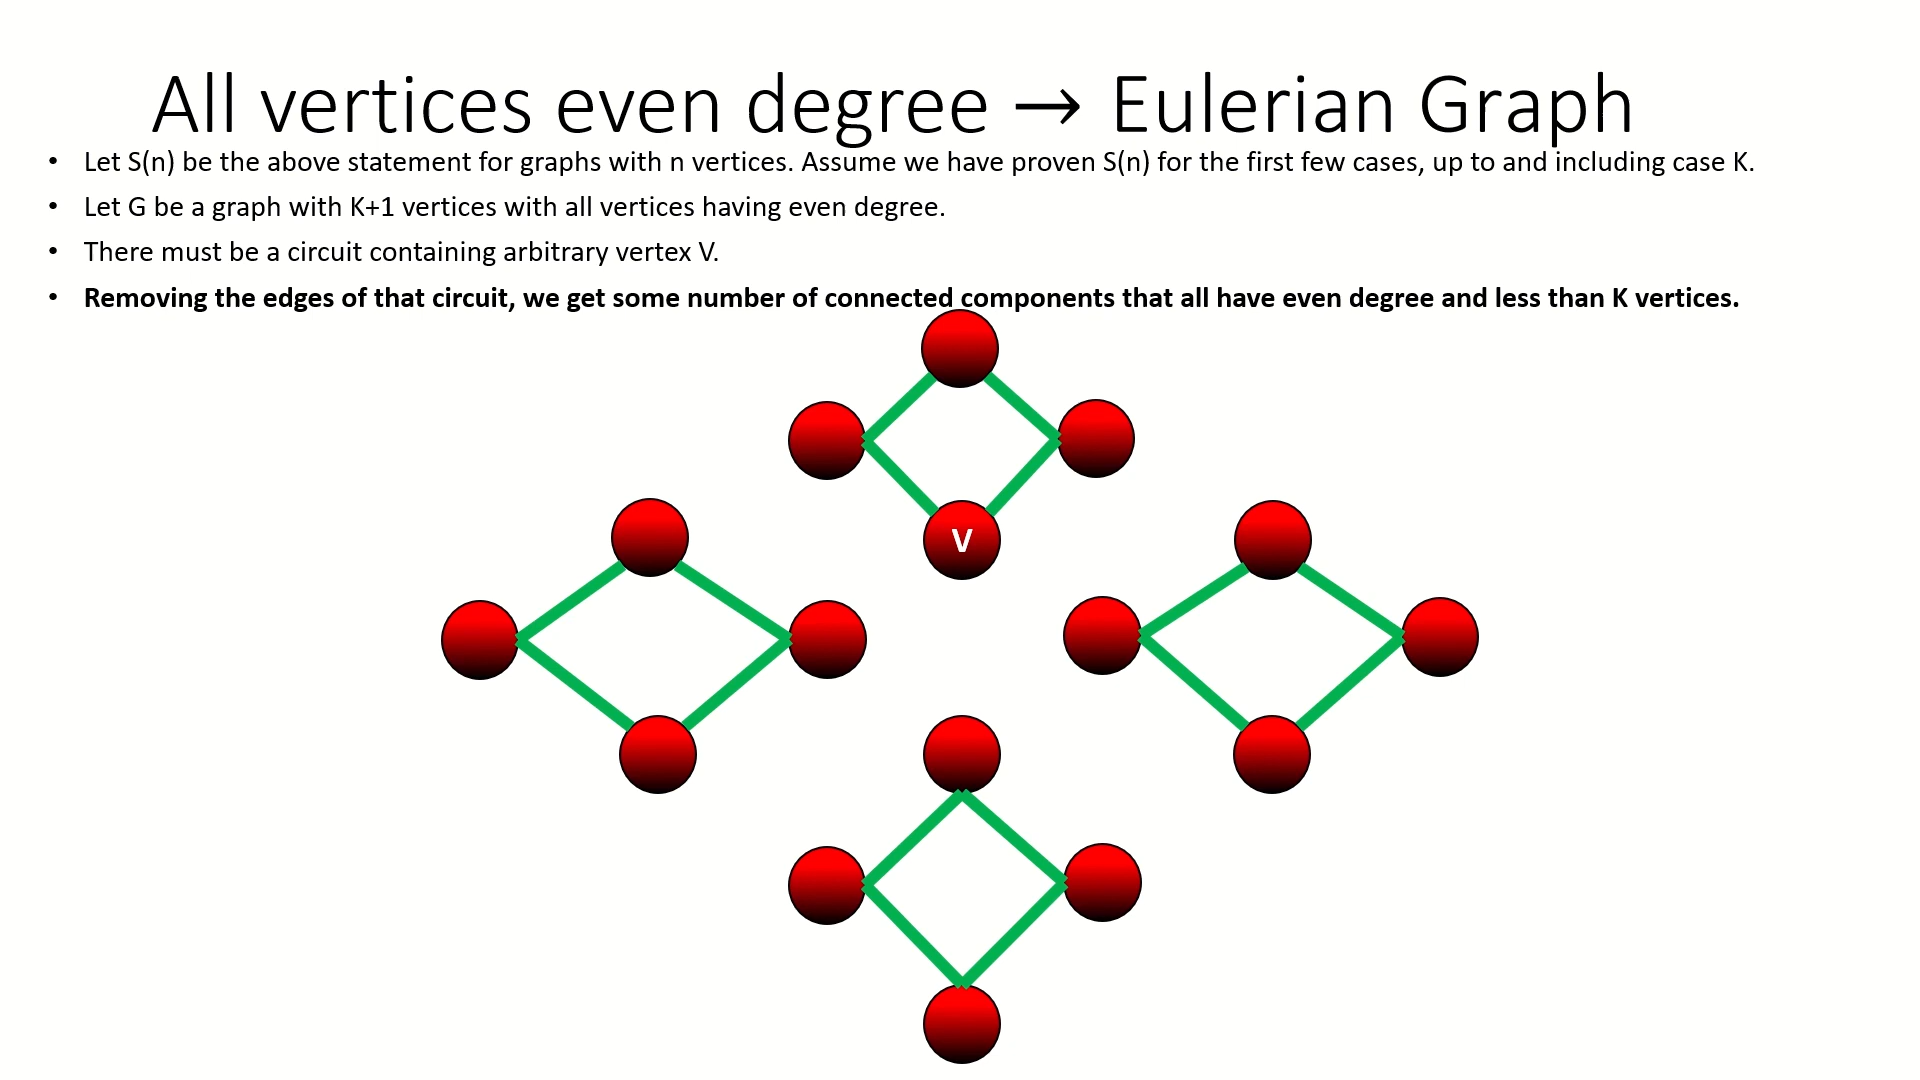 All vertices even degree → Eulerian Graph
• Let S(n) be the above statement for graphs with n vertices. Assume we have proven S(n) for the first few cases, up to and including case K.
• Let G be a graph with K+1 vertices with all vertices having even degree.
• There must be a circuit containing arbitrary vertex V.
• Removing the edges of that circuit, we get some number of connected components that all have even degree and less than K vertices.
V